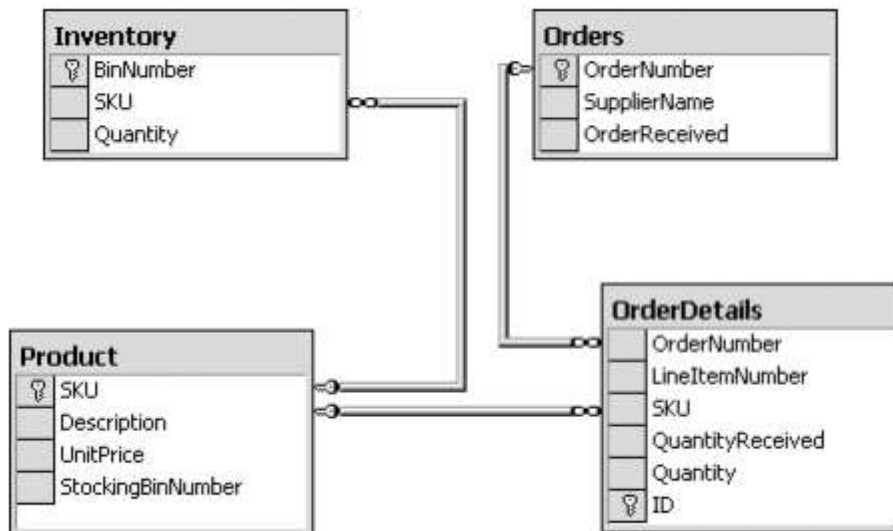 Inventory
BinNumber
SKU
Quantity
Orders
OrderNumber
SupplierName
OrderReceived
Product
SKU
Description
UnitPrice
StockingBinNumber
OrderDetails
OrderNumber
LineItemNumber
SKU
QuantityReceived
Quantity
ID